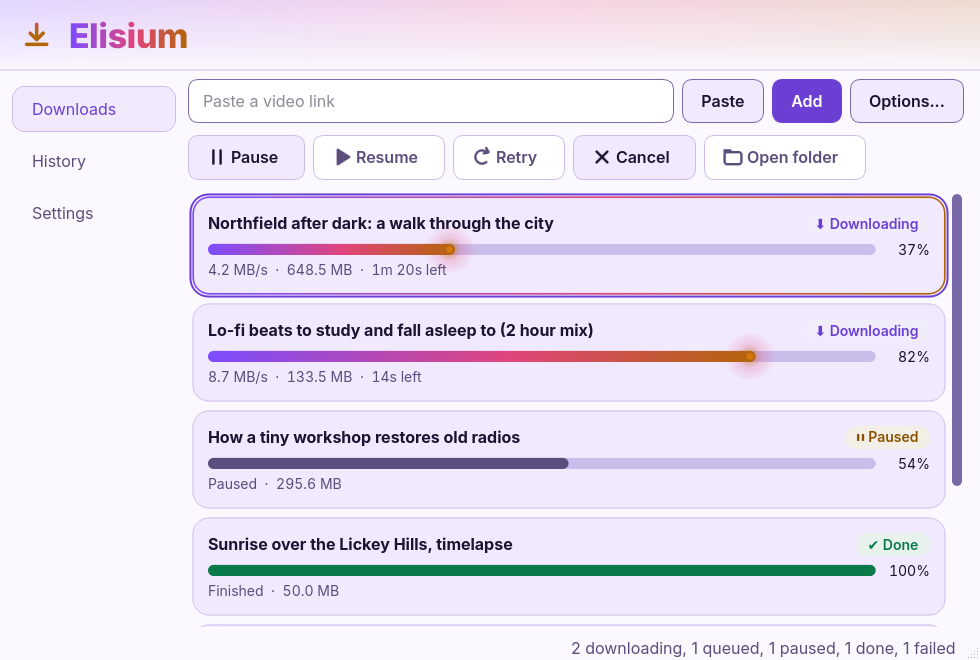 Elisium
Downloads
History
Settings
Paste a video link
Paste
Add
Options...
Pause
Resume
Retry
Cancel
Open folder
Northfield after dark: a walk through the city
Downloading
37%
4.2 MB/s · 648.5 MB · 1m 20s left
Lo-fi beats to study and fall asleep to (2 hour mix)
Downloading
82%
8.7 MB/s · 133.5 MB · 14s left
How a tiny workshop restores old radios
Paused
54%
Paused · 295.6 MB
Sunrise over the Lickey Hills, timelapse
Done
100%
Finished · 50.0 MB
2 downloading, 1 queued, 1 paused, 1 done, 1 failed